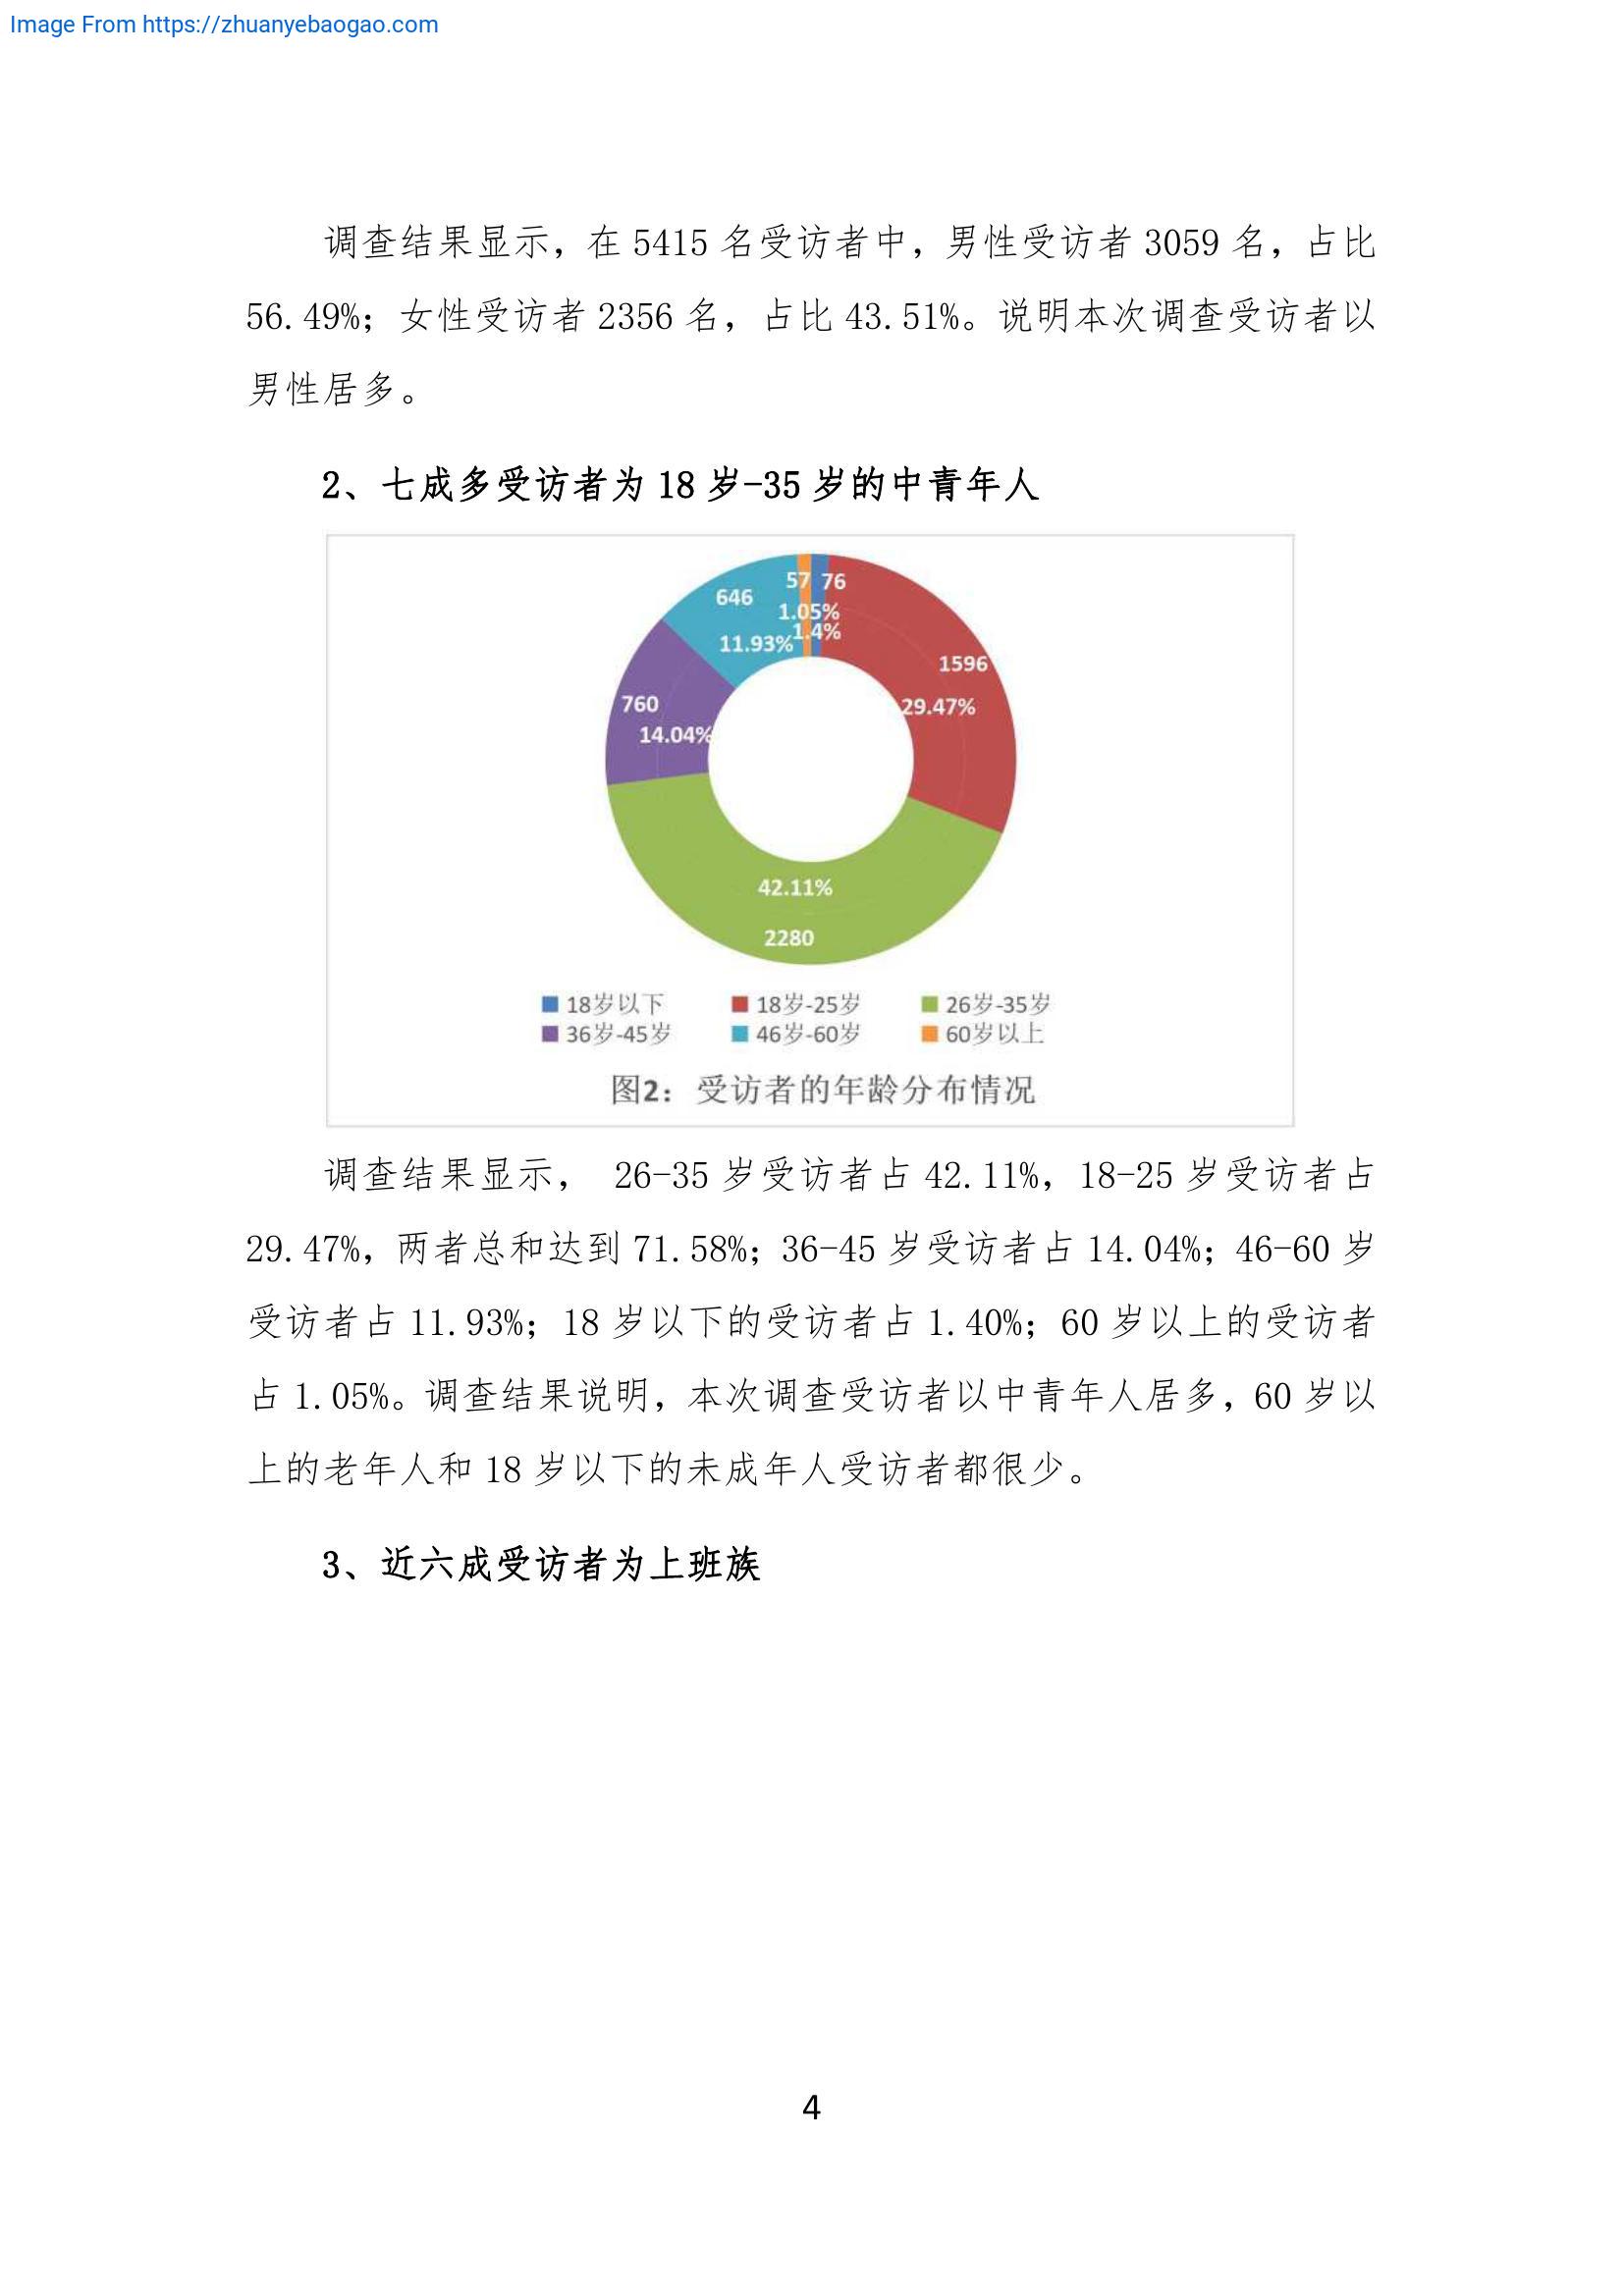 Image From https://zhuanyebaogao.com
调查结果显示，在 5415 名受访者中，男性受访者 3059 名，占比
56.49%；女性受访者 2356 名，占比 43.51%。说明本次调查受访者以
男性居多。
2、七成多受访者为 18 岁-35 岁的中青年人
57 76
646
1.05%
1.4%
11.93%
1596
29.47%
760
14.04%
42.11%
2280
18岁以下 18岁-25岁 26岁-35岁
36岁-45岁 46岁-60岁 60岁以上
图2：受访者的年龄分布情况
调查结果显示， 26-35 岁受访者占 42.11%，18-25 岁受访者占
29.47%，两者总和达到 71.58%；36-45 岁受访者占 14.04%；46-60 岁
受访者占 11.93%；18 岁以下的受访者占 1.40%；60 岁以上的受访者
占 1.05%。调查结果说明，本次调查受访者以中青年人居多，60 岁以
上的老年人和 18 岁以下的未成年人受访者都很少。
3、近六成受访者为上班族
4